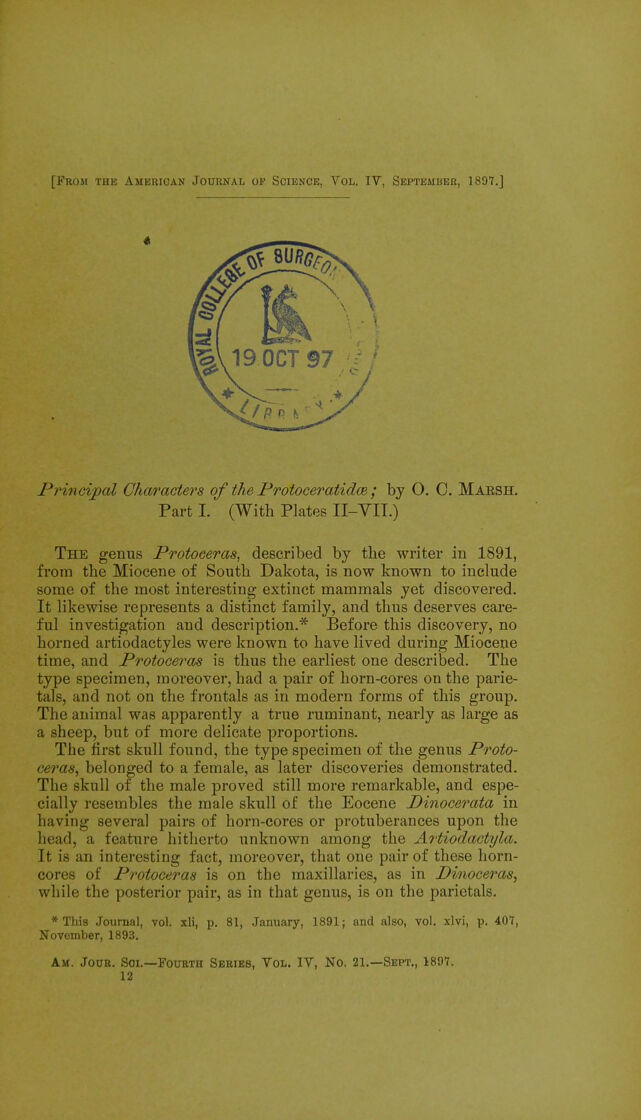 [From the American Journal of Science, Vol. IV, September, 1897.]
ROYAL COLLEGE OF SURGEO
19 OCT 97
Principal Characters of the Protoceratidæ; by O. C. Marsh.
Part I. (With Plates II–VII.)
The genus Protoceras, described by the writer in 1891,
from the Miocene of South Dakota, is now known to include
some of the most interesting extinct mammals yet discovered.
It likewise represents a distinct family, and thus deserves care-
ful investigation and description.* Before this discovery, no
horned artiodactyles were known to have lived during Miocene
time, and Protoceras is thus the earliest one described. The
type specimen, moreover, had a pair of horn-cores on the parie-
tals, and not on the frontals as in modern forms of this group.
The animal was apparently a true ruminant, nearly as large as
a sheep, but of more delicate proportions.
The first skull found, the type specimen of the genus Proto-
ceras, belonged to a female, as later discoveries demonstrated.
The skull of the male proved still more remarkable, and espe-
cially resembles the male skull of the Eocene Dinocerata in
having several pairs of horn-cores or protuberances upon the
head, a feature hitherto unknown among the Artiodactyla.
It is an interesting fact, moreover, that one pair of these horn-
cores of Protoceras is on the maxillaries, as in Dinoceras,
while the posterior pair, as in that genus, is on the parietals.
* This Journal, vol. xli, p. 81, January, 1891; and also, vol. xlvi, p. 407,
November, 1893.
Am. Jour. Sci.—Fourth Series, Vol. IV, No. 21.—Sept., 1897.
12